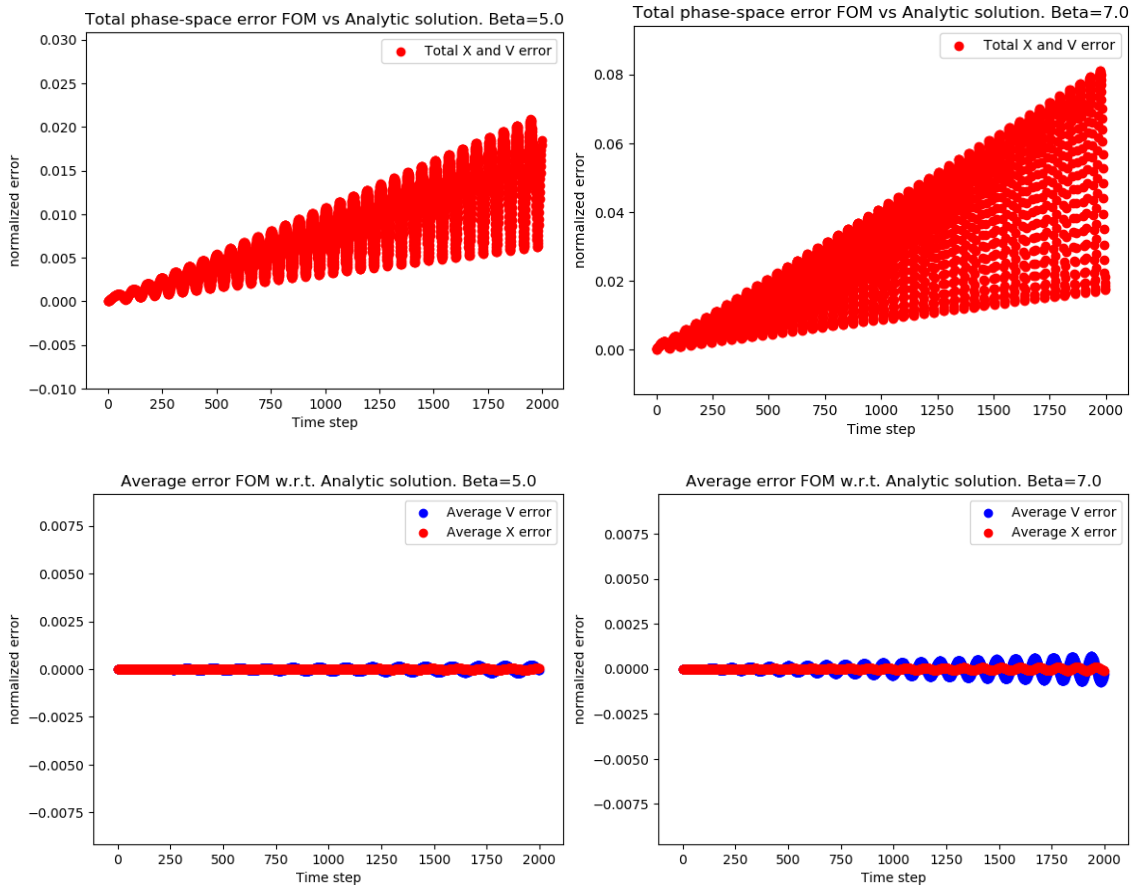 Total phase-space error FOM vs Analytic solution. Beta=5.0
Total X and V error
normalized error
0.030
0.025
0.020
0.015
0.010
0.005
0.000
−0.005
−0.010
0 250 500 750 1000 1250 1500 1750 2000
Time step
Total phase-space error FOM vs Analytic solution. Beta=7.0
Total X and V error
normalized error
0.08
0.06
0.04
0.02
0.00
0 250 500 750 1000 1250 1500 1750 2000
Time step
Average error FOM w.r.t. Analytic solution. Beta=5.0
Average V error
Average X error
normalized error
0.0075
0.0050
0.0025
0.0000
−0.0025
−0.0050
−0.0075
0 250 500 750 1000 1250 1500 1750 2000
Time step
Average error FOM w.r.t. Analytic solution. Beta=7.0
Average V error
Average X error
normalized error
0.0075
0.0050
0.0025
0.0000
−0.0025
−0.0050
−0.0075
0 250 500 750 1000 1250 1500 1750 2000
Time step